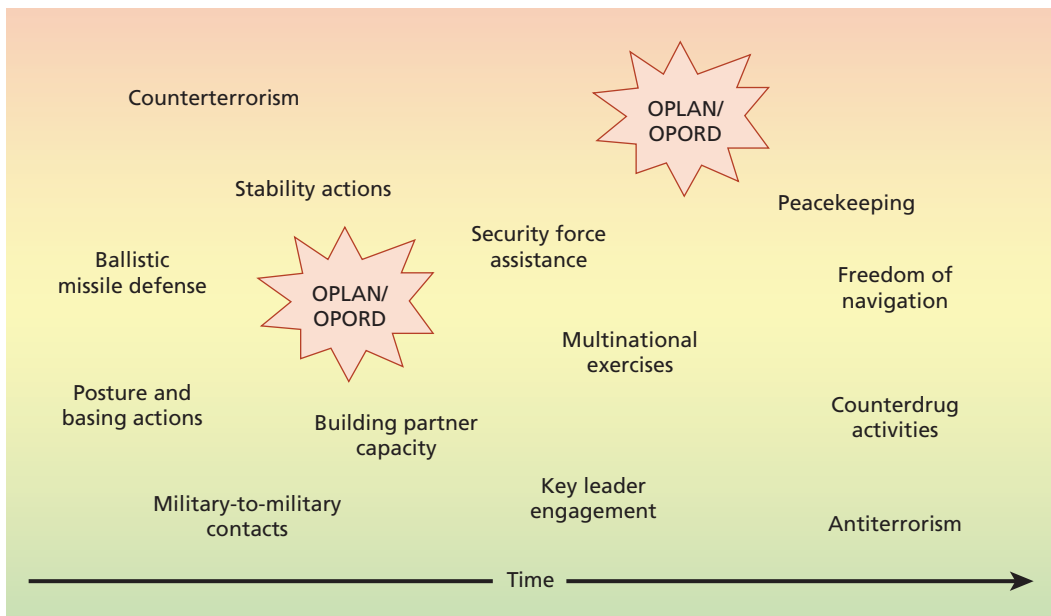 Counterterrorism
OPLAN/
OPORD
Stability actions
Peacekeeping
Security force
assistance
Ballistic
missile defense
OPLAN/
OPORD
Freedom of
navigation
Multinational
exercises
Posture and
basing actions
Building partner
capacity
Counterdrug
activities
Military-to-military
contacts
Key leader
engagement
Antiterrorism
Time